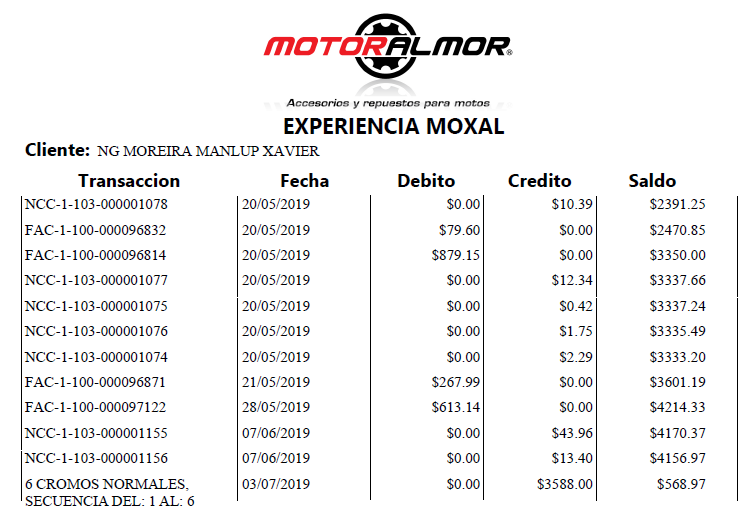 MOTORALMOR®
Accesorios y repuestos para motos
EXPERIENCIA MOXAL
Cliente: NG MOREIRA MANLUP XAVIER
Transaccion Fecha Debito Credito Saldo
NCC-1-103-000001078 20/05/2019 $0.00 $10.39 $2391.25
FAC-1-100-000096832 20/05/2019 $79.60 $0.00 $2470.85
FAC-1-100-000096814 20/05/2019 $879.15 $0.00 $3350.00
NCC-1-103-000001077 20/05/2019 $0.00 $12.34 $3337.66
NCC-1-103-000001075 20/05/2019 $0.00 $0.42 $3337.24
NCC-1-103-000001076 20/05/2019 $0.00 $1.75 $3335.49
NCC-1-103-000001074 20/05/2019 $0.00 $2.29 $3333.20
FAC-1-100-000096871 21/05/2019 $267.99 $0.00 $3601.19
FAC-1-100-000097122 28/05/2019 $613.14 $0.00 $4214.33
NCC-1-103-000001155 07/06/2019 $0.00 $43.96 $4170.37
NCC-1-103-000001156 07/06/2019 $0.00 $13.40 $4156.97
6 CROMOS NORMALES, 03/07/2019 $0.00 $3588.00 $568.97
SECUENCIA DEL: 1 AL: 6